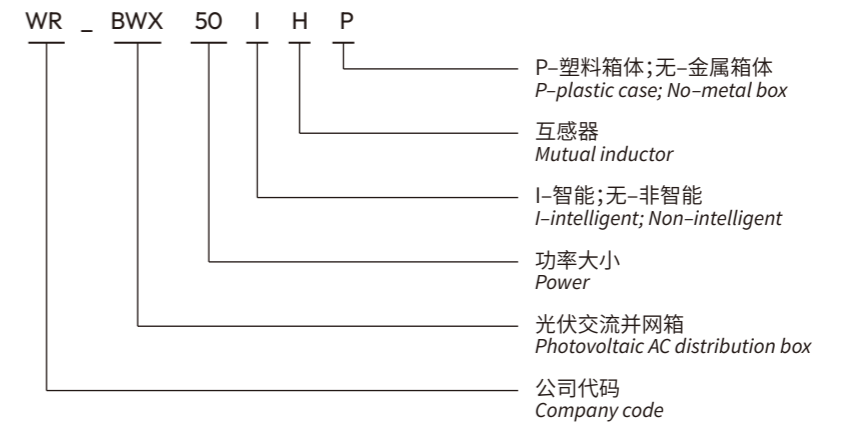 WR _ BWX 50 I H P
P–塑料箱体;无–金属箱体
P–plastic case; No–metal box
互感器
Mutual inductor
I–智能;无–非智能
I–intelligent; Non–intelligent
功率大小
Power
光伏交流并网箱
Photovoltaic AC distribution box
公司代码
Company code